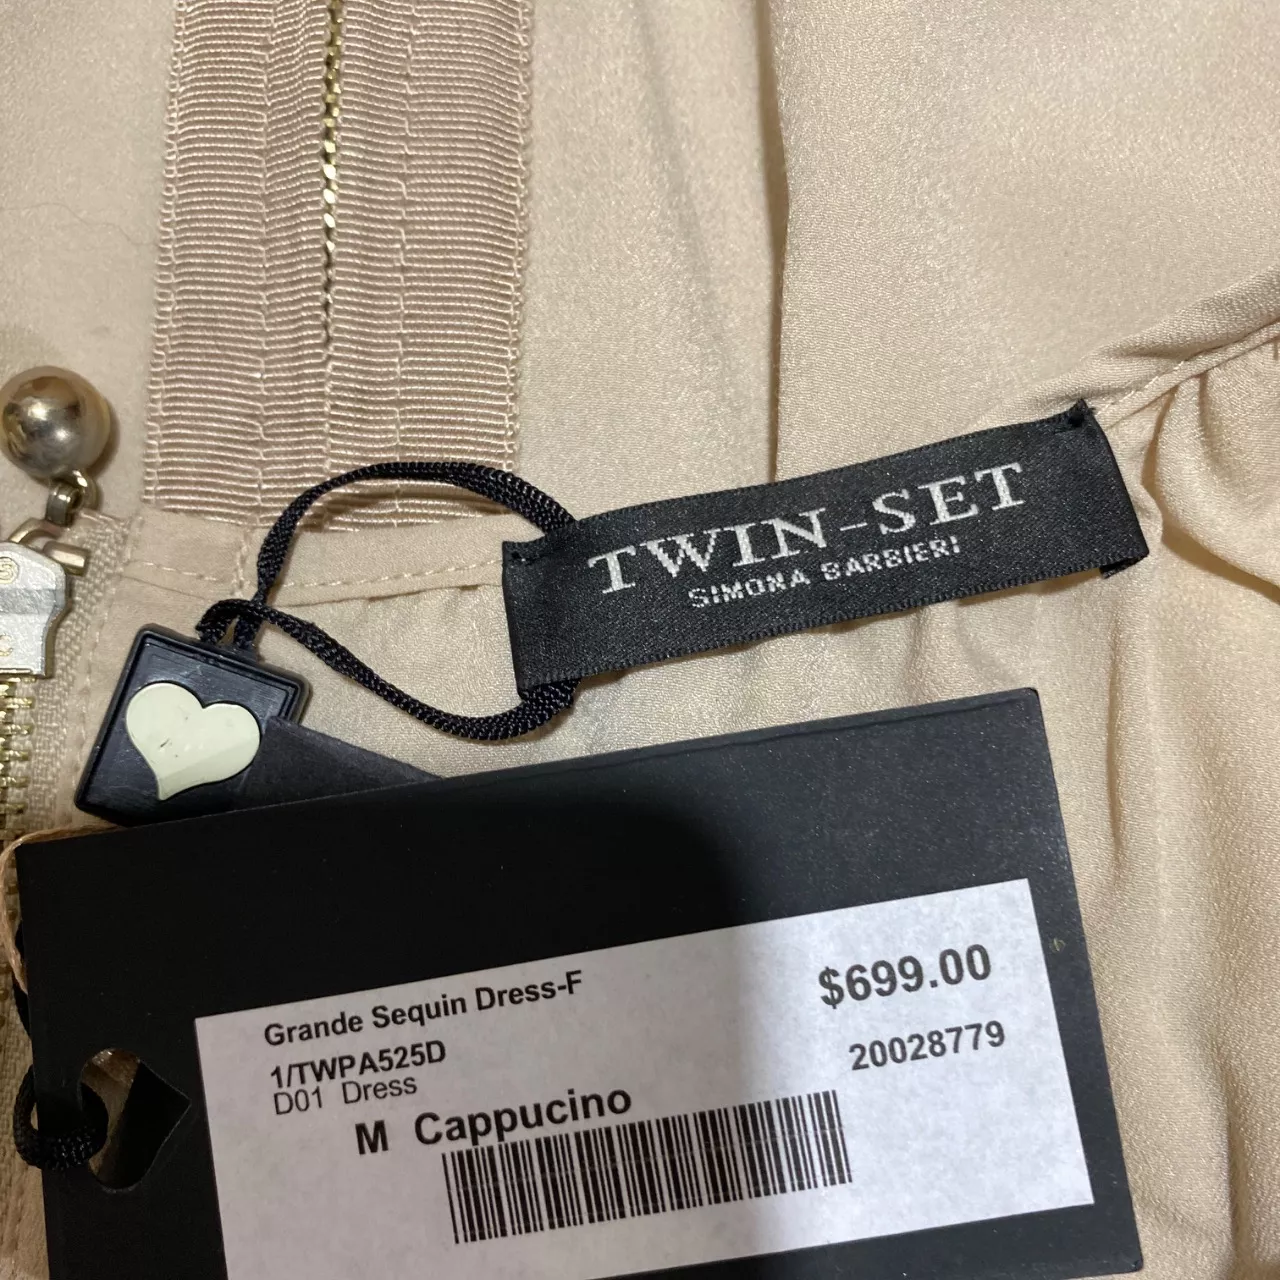 TWIN-SET
SIMONA BARBIERI
Grande Sequin Dress-F
$699.00
1/TWPA525D
20028779
D01 Dress
M Cappucino